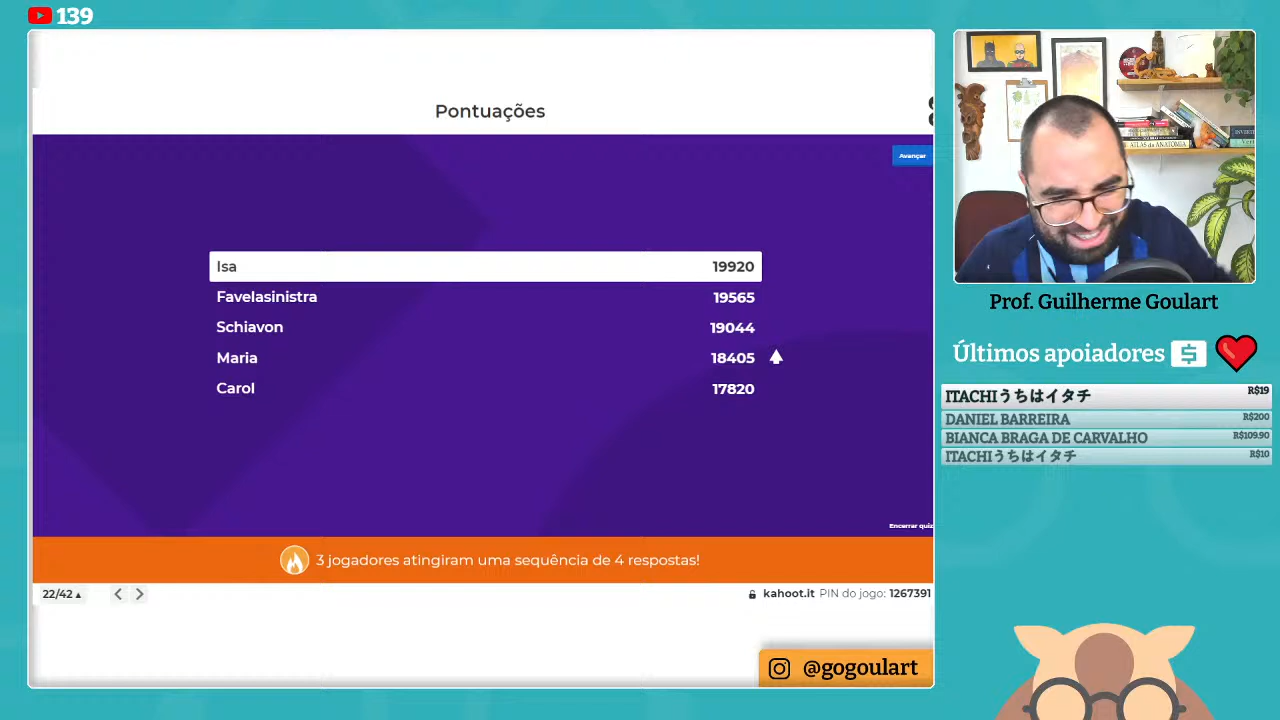 139
Pontuações
Avançar
Isa 19920
Favelasinistra 19565
Schiavon 19044
Maria 18405
Carol 17820
Encerrar quiz
3 jogadores atingiram uma sequência de 4 respostas!
22/42
kahoot.it PIN do jogo: 1267391
@gogoulart
ATLAS da ANATOMIA
Prof. Guilherme Goulart
Últimos apoiadores
ITACHIうちはイタチ R$19
DANIEL BARREIRA R$200
BIANCA BRAGA DE CARVALHO R$109.90
ITACHIうちはイタチ R$10